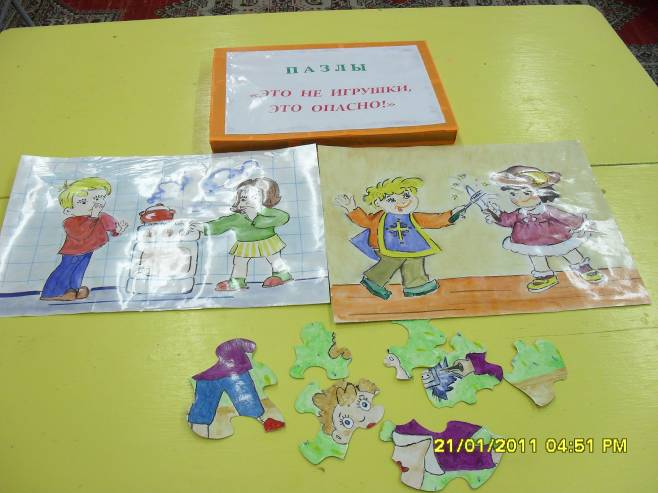 ПАЗЛЫ
«ЭТО НЕ ИГРУШКИ,
ЭТО ОПАСНО!»
21/01/2011 04:51 PM